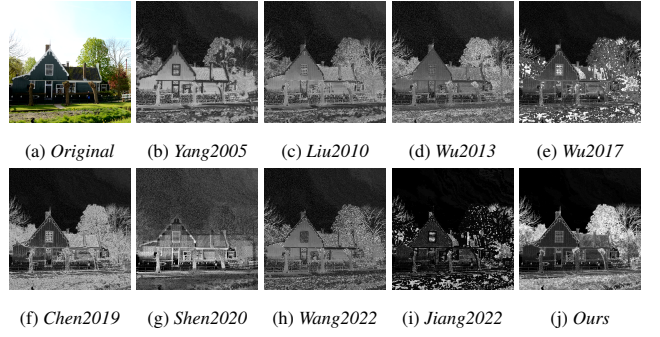 (a) Original (b) Yang2005 (c) Liu2010 (d) Wu2013 (e) Wu2017
(f) Chen2019 (g) Shen2020 (h) Wang2022 (i) Jiang2022 (j) Ours